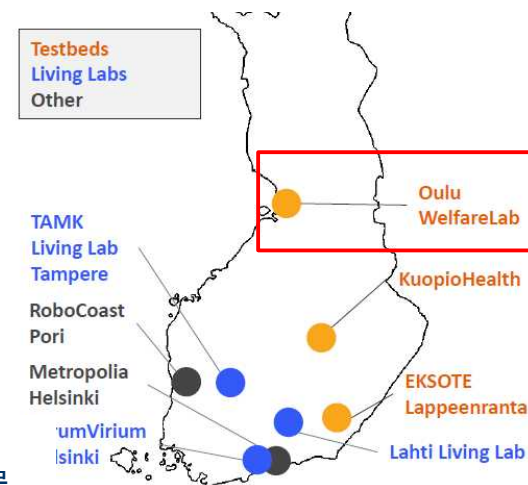 Testbeds
Living Labs
Other
Oulu
WelfareLab
TAMK
Living Lab
Tampere
KuopioHealth
RoboCoast
Pori
Metropolia
Helsinki
EKSOTE
Lappeenranta
rumVirium
lsinki
Lahti Living Lab